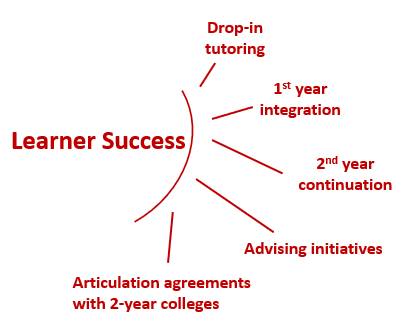 Drop-in
tutoring
1st year
integration
Learner Success
2nd year
continuation
Advising initiatives
Articulation agreements
with 2-year colleges